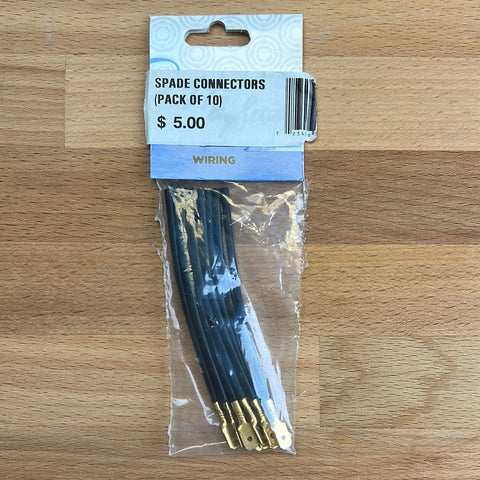 SPADE CONNECTORS
(PACK OF 10)
$ 5.00
WIRING